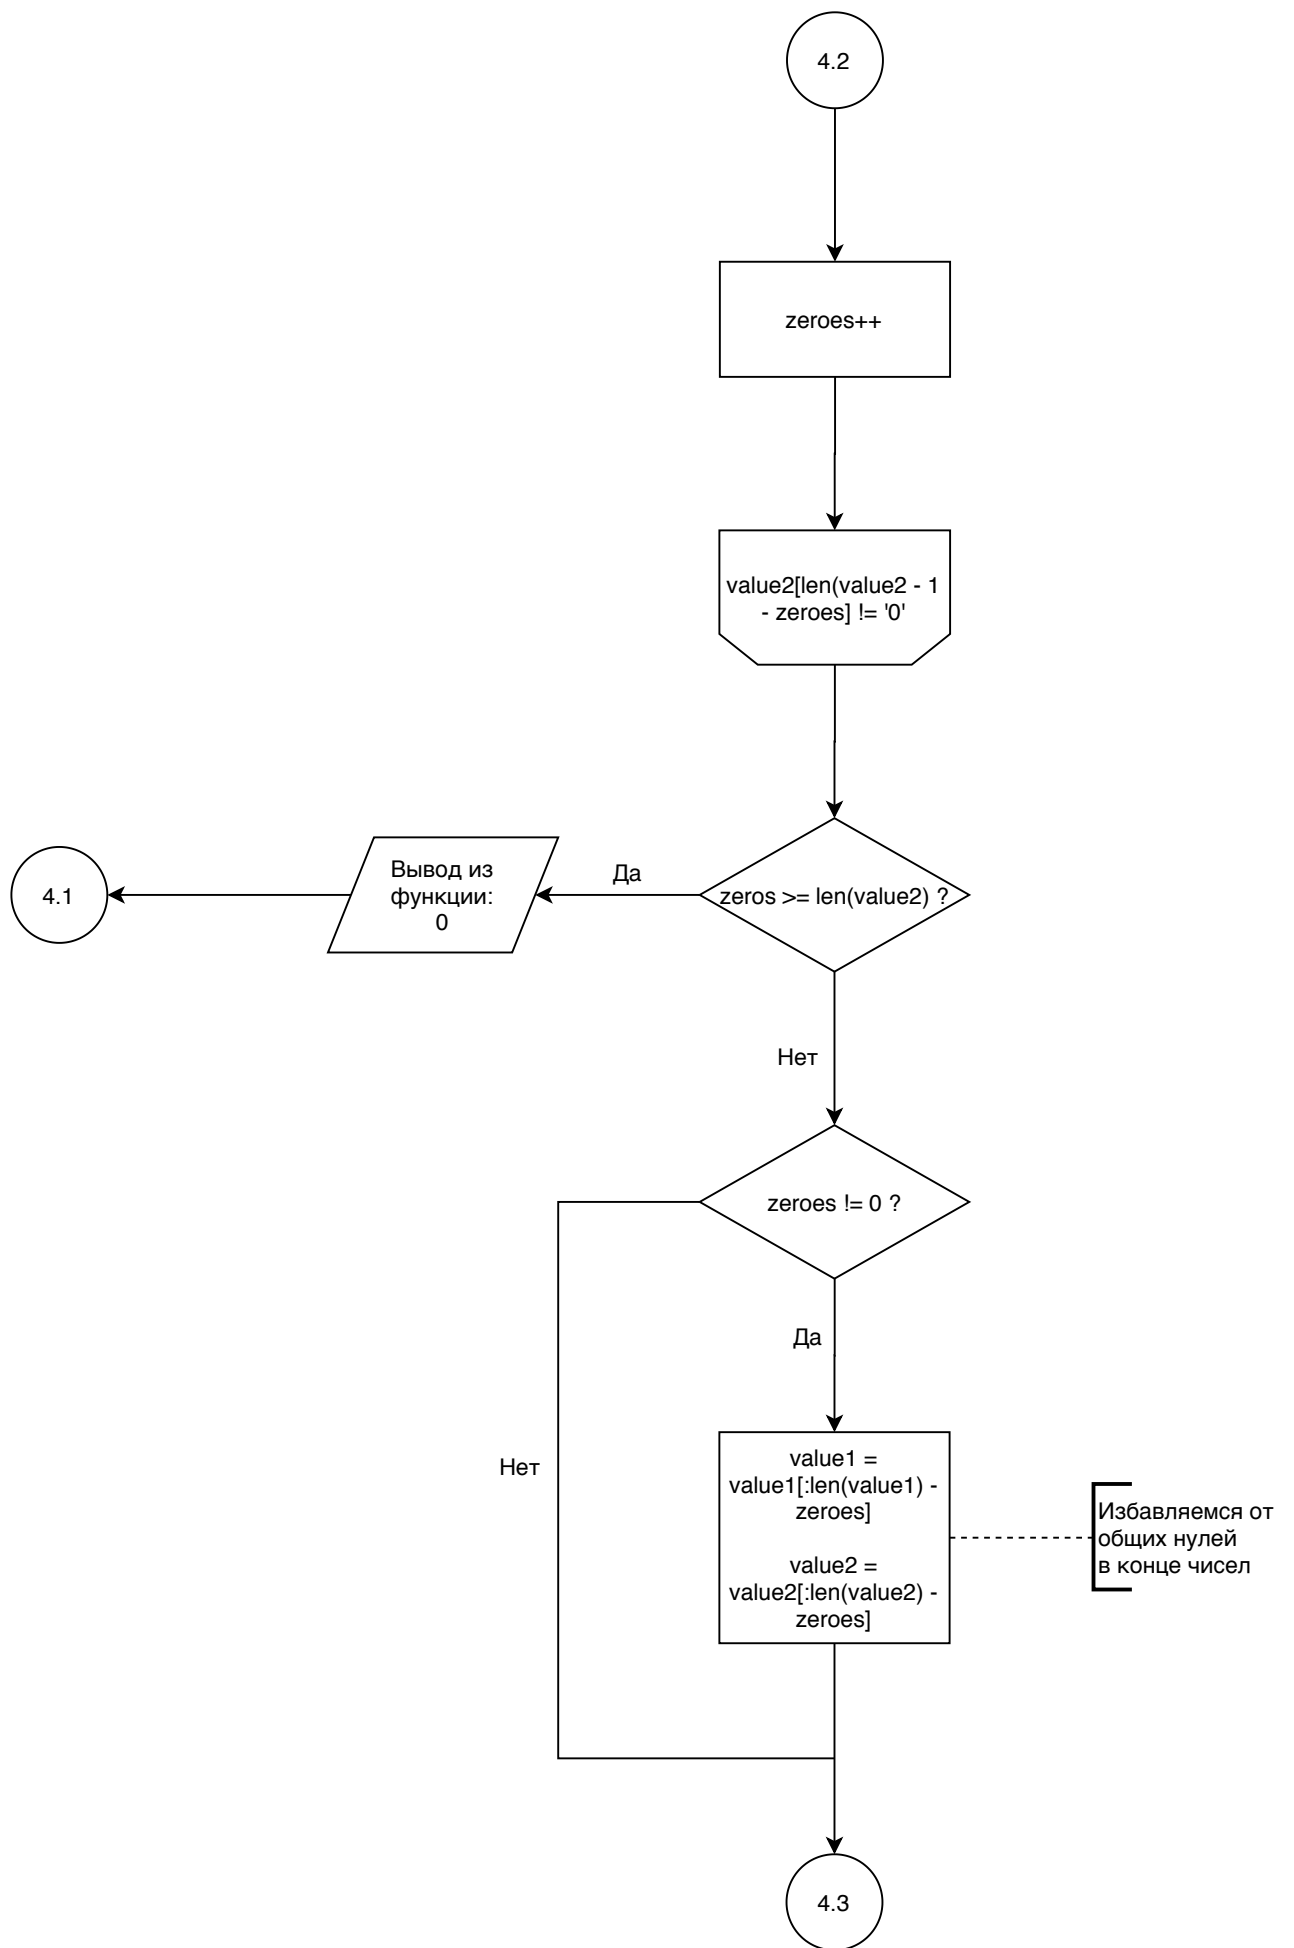 4.2
zeroes++
value2[len(value2 - 1
- zeroes] != '0'
zeros >= len(value2) ?
Да
Вывод из
функции:
0
4.1
Нет
zeroes != 0 ?
Да
Нет
value1 =
value1[:len(value1) -
zeroes]
value2 =
value2[:len(value2) -
zeroes]
Избавляемся от
общих нулей
в конце чисел
4.3